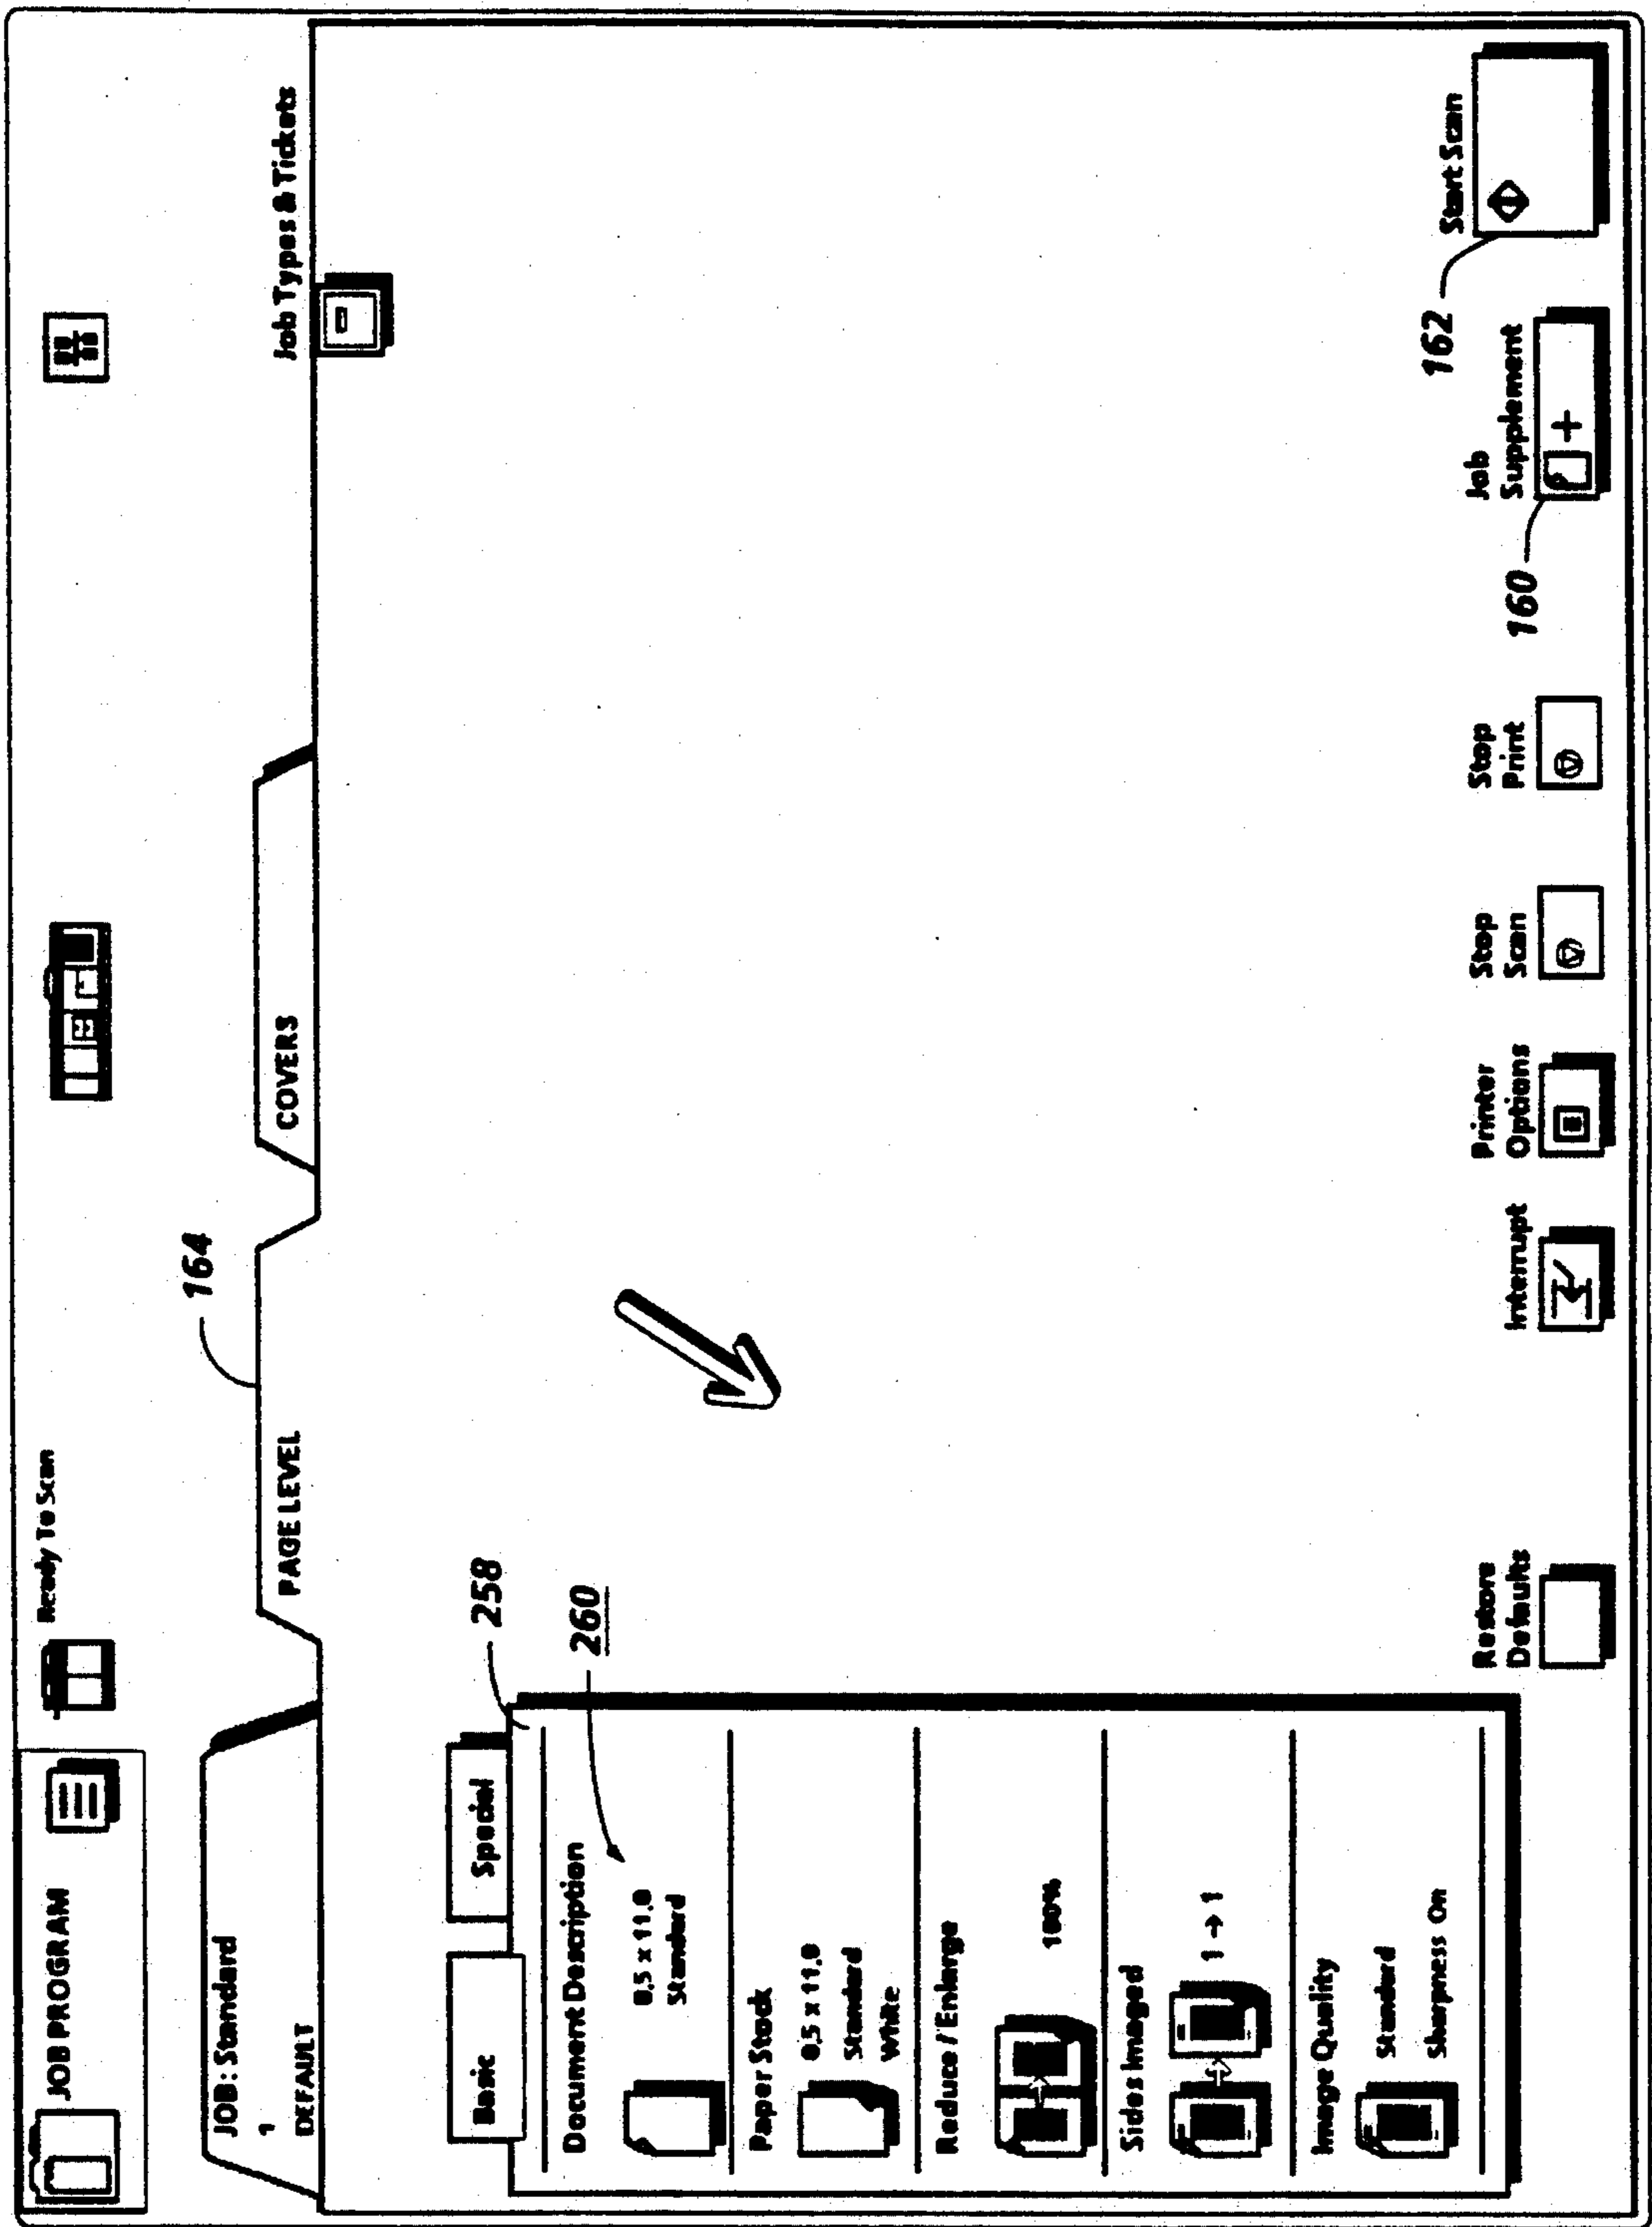 JOB PROGRAM
Ready To Scan
164
JOB: Standard
1
DEFAULT
PAGE LEVEL
COVERS
Job Types & Tickets
Basic
Special
258
260
Document Description
8.5 x 11.0
Standard
Paper Stock
8.5 x 11.0
Standard
White
Reduce / Enlarge
100%
Sides Imaged
1 → 1
Image Quality
Standard
Sharpness On
Restore
Defaults
Interrupt
Printer
Options
Stop
Scan
Stop
Print
160
Job
Supplement
162
Start Scan